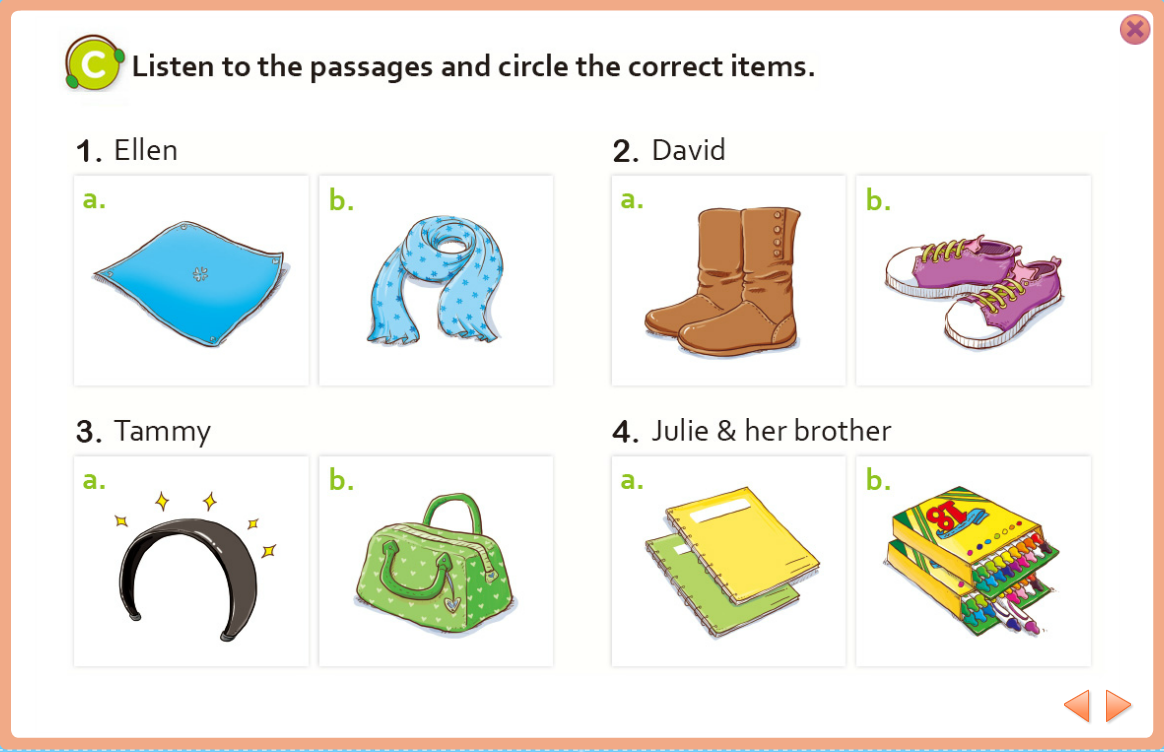 C Listen to the passages and circle the correct items.
1. Ellen
2. David
a.
b.
a.
b.
3. Tammy
4. Julie & her brother
a.
b.
a.
b.
18